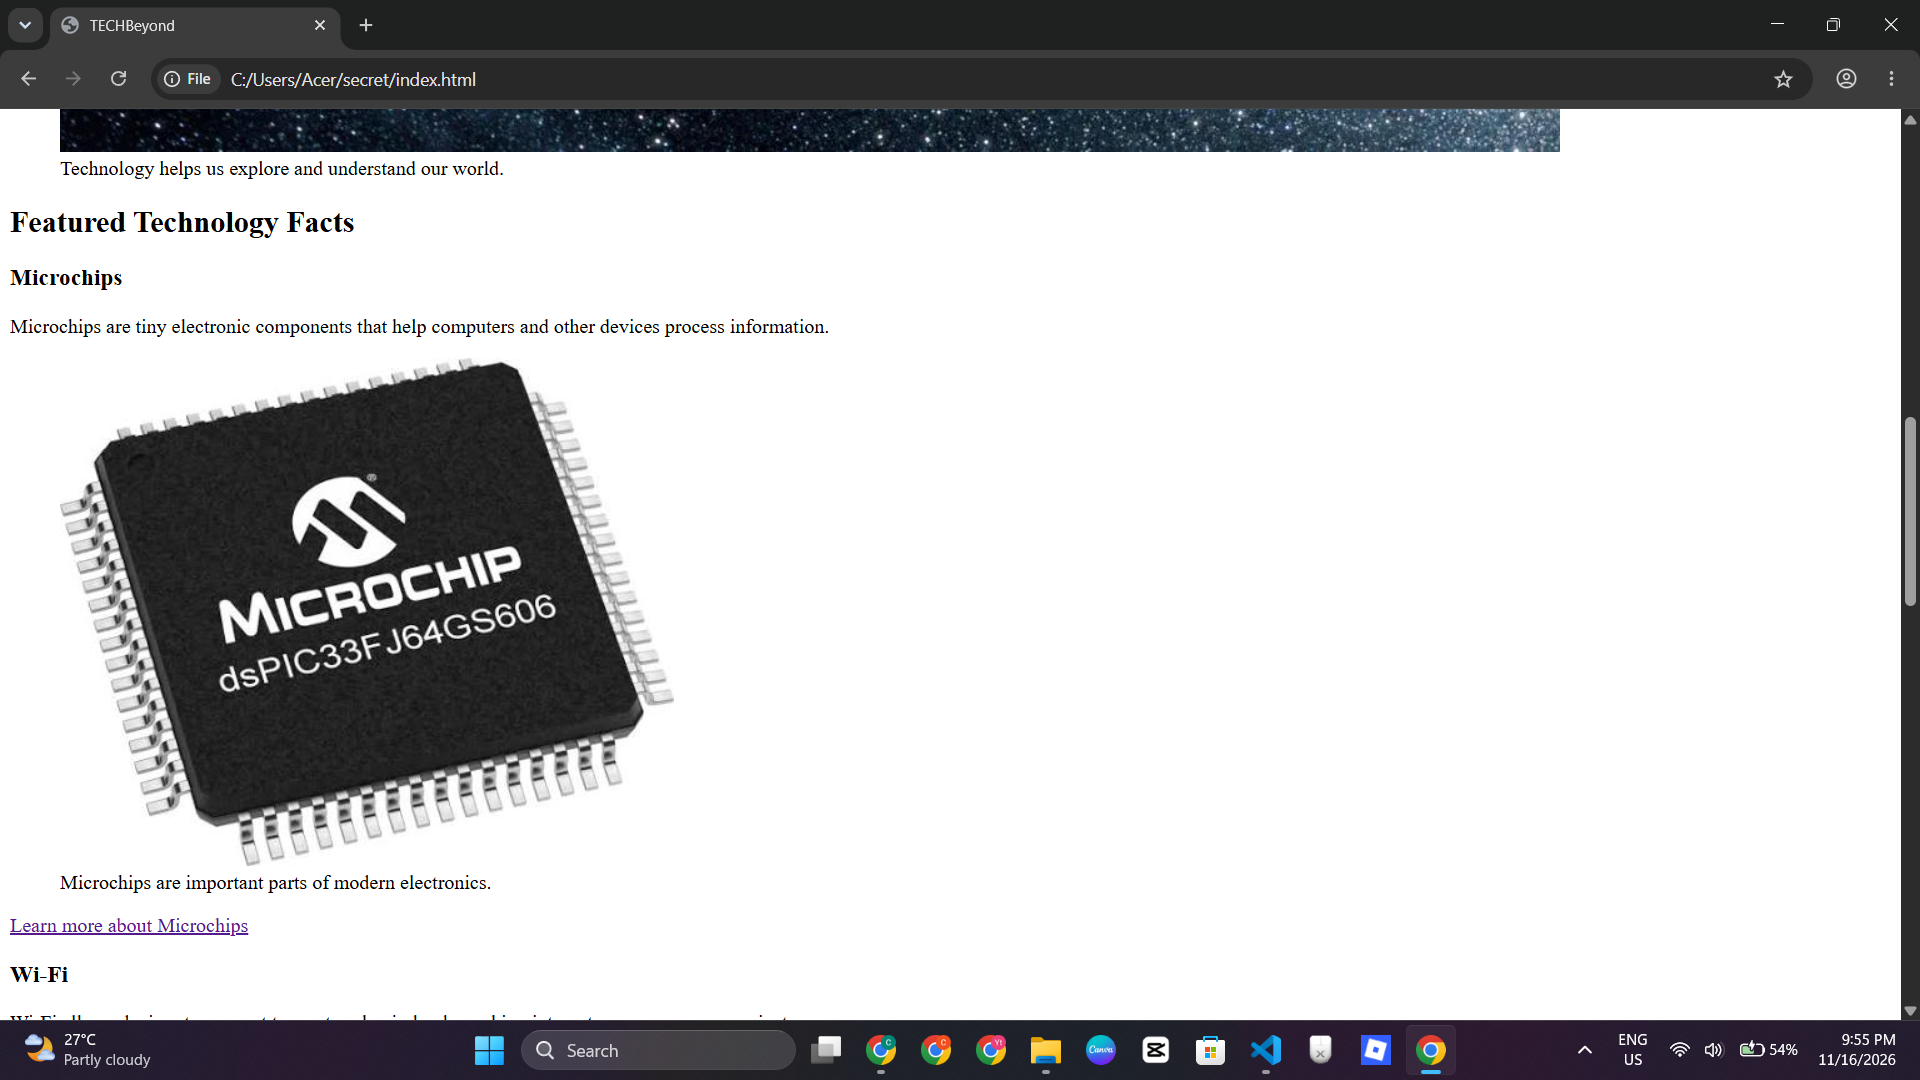 TECHBeyond
File
C:/Users/Acer/secret/index.html
Technology helps us explore and understand our world.
Featured Technology Facts
Microchips
Microchips are tiny electronic components that help computers and other devices process information.
®
MICROCHIP
dsPIC33FJ64GS606
Microchips are important parts of modern electronics.
Learn more about Microchips
Wi-Fi
27°C
Partly cloudy
Search
C
C
Yt
Canva
ENG
US
54%
9:55 PM
11/16/2026